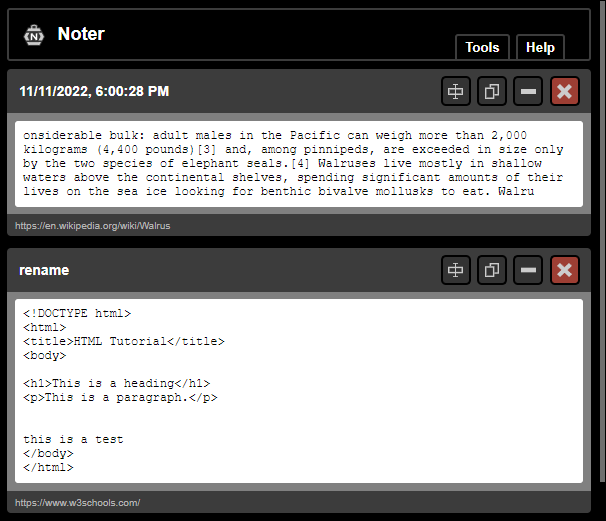 N
Noter
Tools Help
11/11/2022, 6:00:28 PM
onsiderable bulk: adult males in the Pacific can weigh more than 2,000
kilograms (4,400 pounds)[3] and, among pinnipeds, are exceeded in size only
by the two species of elephant seals.[4] Walruses live mostly in shallow
waters above the continental shelves, spending significant amounts of their
lives on the sea ice looking for benthic bivalve mollusks to eat. Walru
https://en.wikipedia.org/wiki/Walrus
rename
<!DOCTYPE html>
<html>
<title>HTML Tutorial</title>
<body>
<h1>This is a heading</h1>
<p>This is a paragraph.</p>
this is a test
</body>
</html>
https://www.w3schools.com/